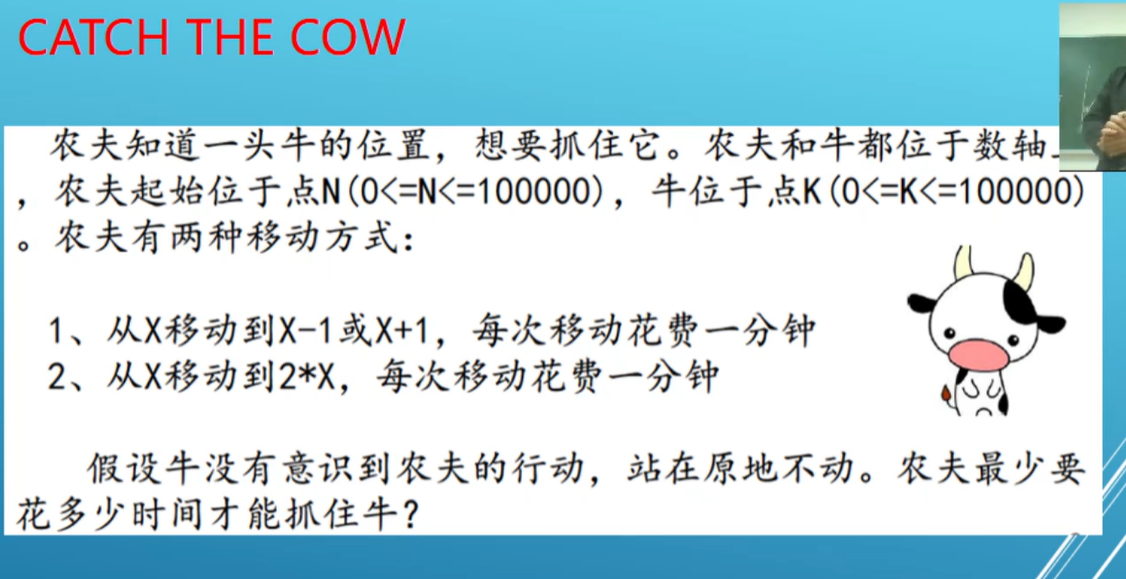 CATCH THE COW
农夫知道一头牛的位置，想要抓住它。农夫和牛都位于数轴
，农夫起始位于点N(0<=N<=100000)，牛位于点K(0<=K<=100000)
。农夫有两种移动方式：
1、从X移动到X-1或X+1，每次移动花费一分钟
2、从X移动到2*X，每次移动花费一分钟
假设牛没有意识到农夫的行动，站在原地不动。农夫最少要
花多少时间才能抓住牛？